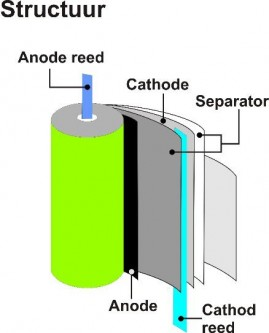 Structuur
Anode reed
Cathode
Separator
Anode
Cathod
reed